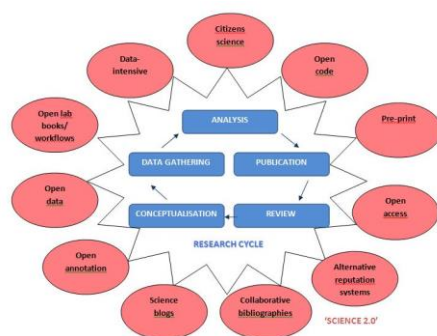 Citizens
science
Data-
intensive
Open
code
ANALYSIS
Open lab
books/
workflows
Pre-print
DATA GATHERING
PUBLICATION
Open
data
Open
access
CONCEPTUALISATION
REVIEW
RESEARCH CYCLE
Open
annotation
Alternative
reputation
systems
Science
blogs
Collaborative
bibliographies
'SCIENCE 2.0'